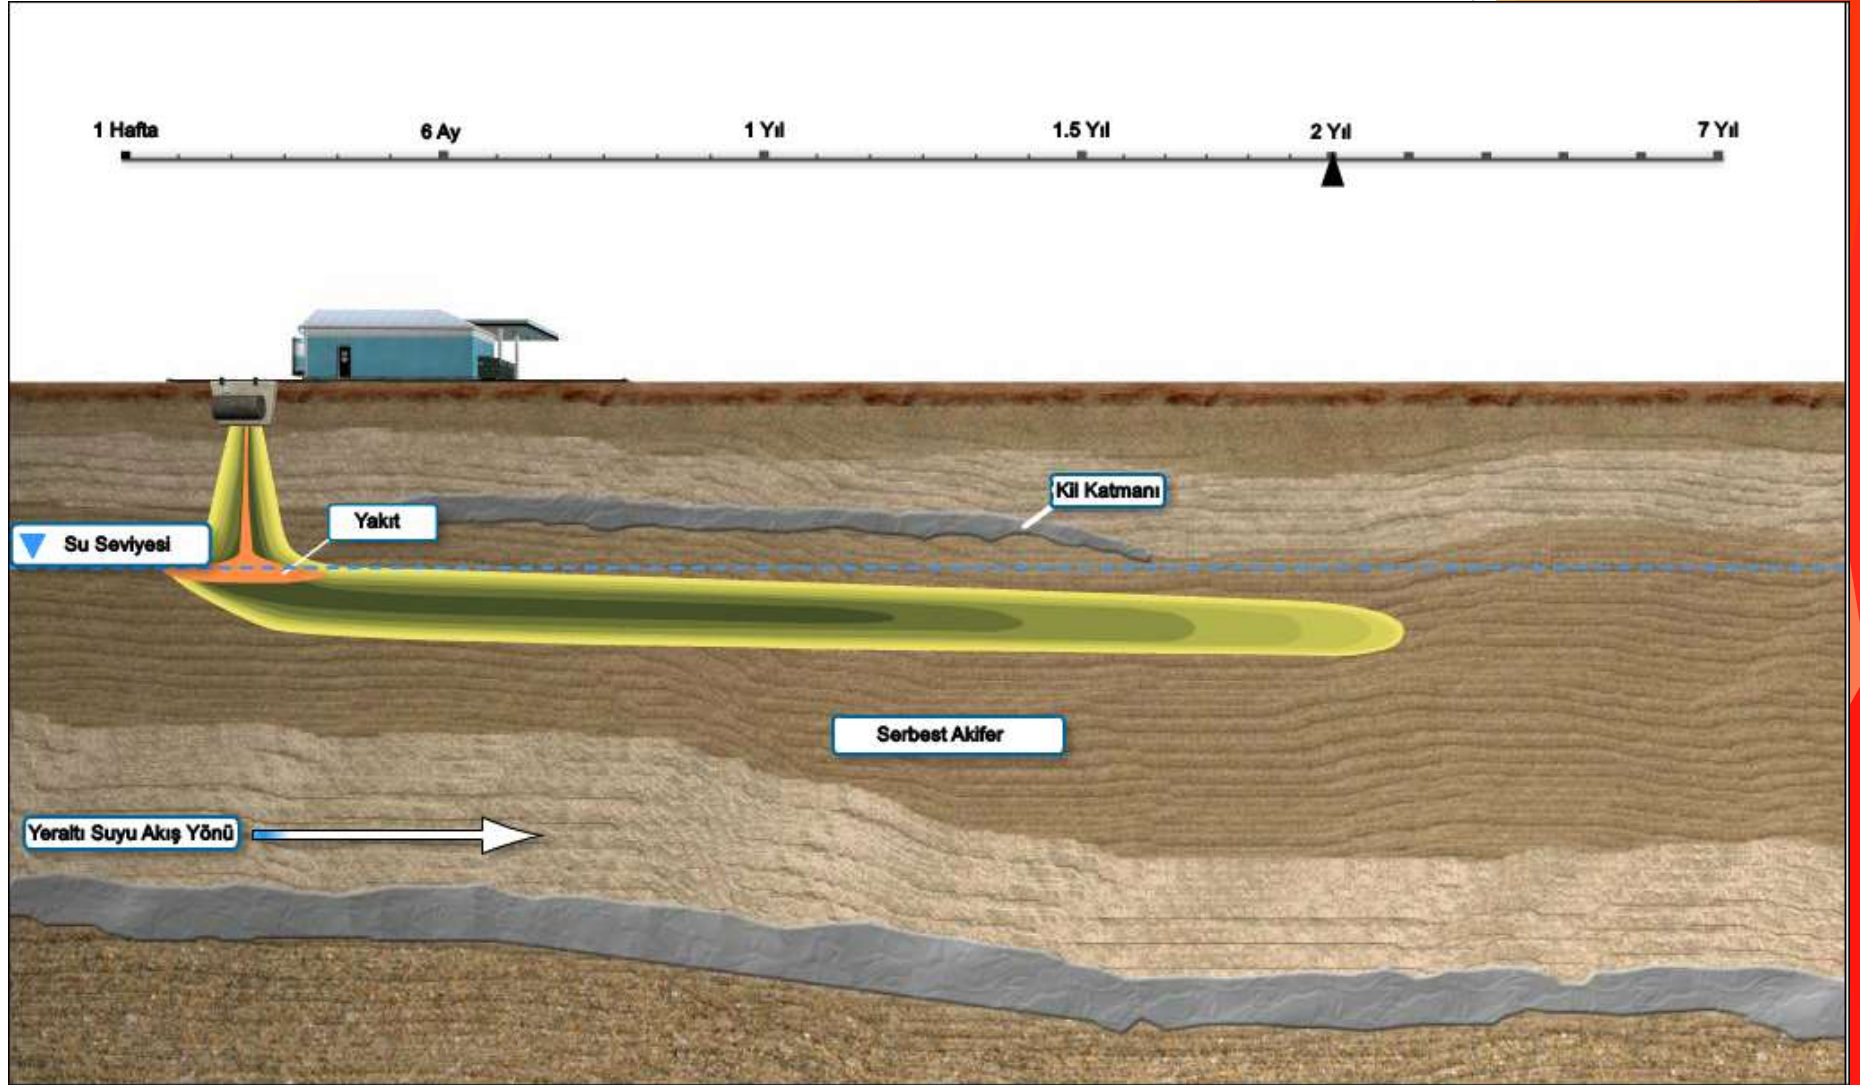 1 Hafta 6 Ay 1 Yıl 1.5 Yıl 2 Yıl 7 Yıl
Kil Katmanı
Yakıt
Su Seviyesi
Serbest Akifer
Yeraltı Suyu Akış Yönü